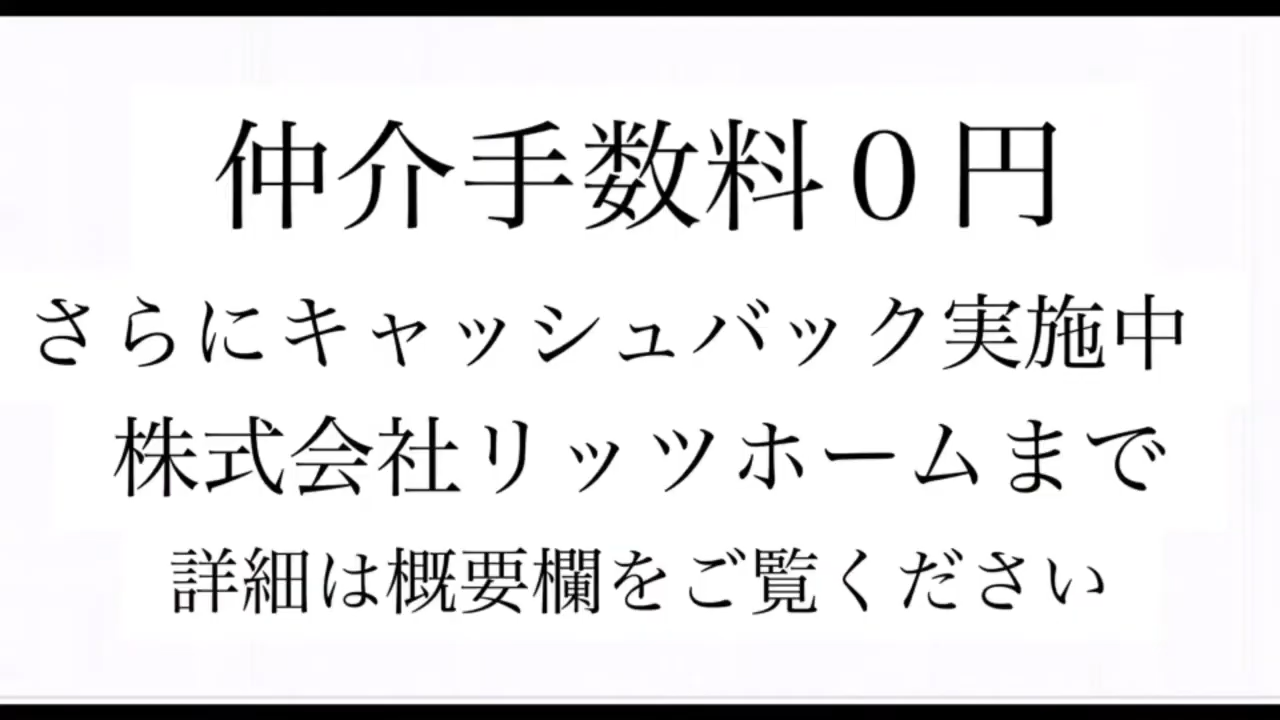 仲介手数料０円
さらにキャッシュバック実施中
株式会社リッツホームまで
詳細は概要欄をご覧ください